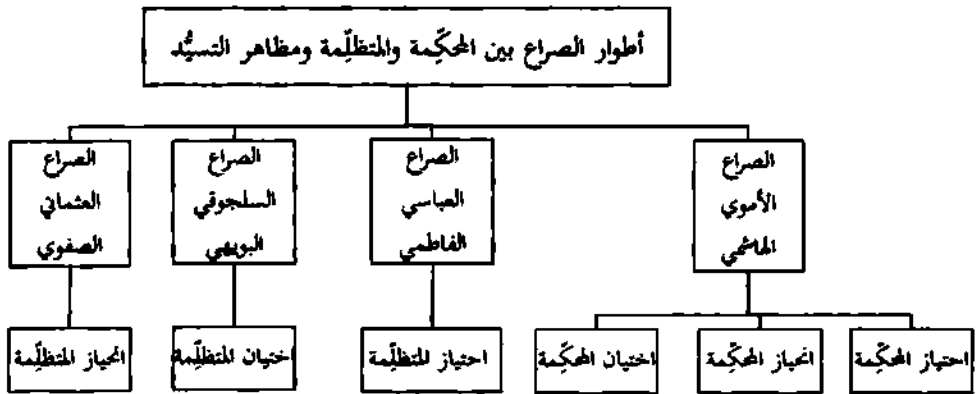 أطوار الصراع بين المحكِّمة والمتظلِّمة ومظاهر التسيُّد
الصراع
الأموي
الهاشمي
الصراع
العباسي
الفاطمي
الصراع
السلجوقي
البويهي
الصراع
العثماني
الصفوي
احتياز المحكِّمة
انحياز المحكِّمة
اختيان المحكِّمة
احتياز المتظلِّمة
اختيان المتظلِّمة
انحياز المتظلِّمة